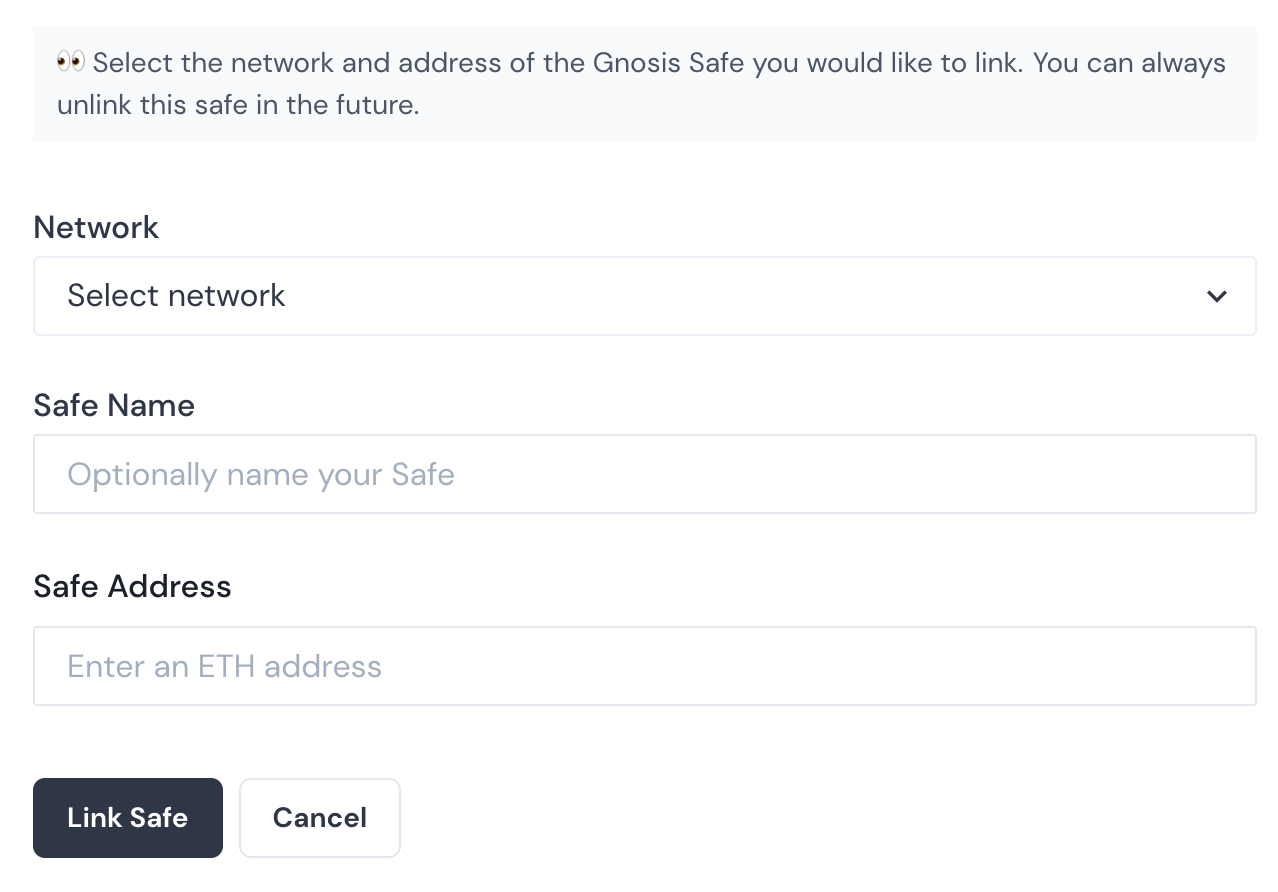 👀 Select the network and address of the Gnosis Safe you would like to link. You can always
unlink this safe in the future.
Network
Select network
Safe Name
Optionally name your Safe
Safe Address
Enter an ETH address
Link Safe
Cancel